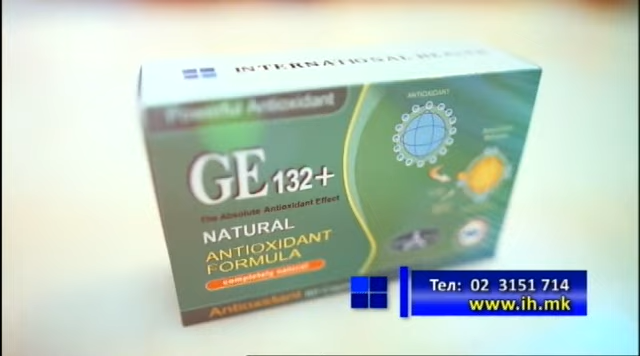 INTERNATIONAL HEALTH
Powerful Antioxidant
ANTIOXIDANT
GE 132+
The Absolute Antioxidant Effect
NATURAL
ANTIOXIDANT
FORMULA
completely natural
Antioxidant
Тел: 02 3151 714
www.ih.mk